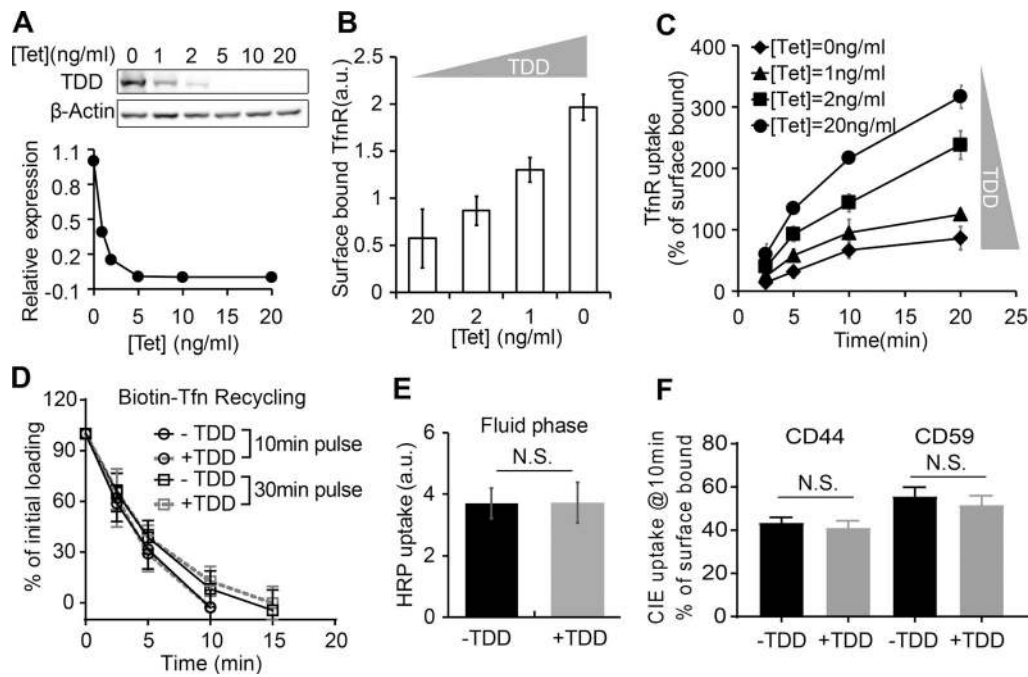 A
[Tet](ng/ml) 0 1 2 5 10 20
TDD
β-Actin
Relative expression
1.1
0.8
0.5
0.2
-0.1
0 5 10 15 20
[Tet] (ng/ml)
B
Surface bound TfnR(a.u.)
2.5
2
1.5
1
0.5
0
TDD
20 2 1 0
[Tet] (ng/ml)
C
TfnR uptake
(% of surface bound)
400
300
200
100
0
[Tet]=0ng/ml
[Tet]=1ng/ml
[Tet]=2ng/ml
[Tet]=20ng/ml
TDD
0 5 10 15 20 25
Time(min)
D
Biotin-Tfn Recycling
% of initial loading
120
90
60
30
0
- TDD
+TDD
10min pulse
- TDD
+TDD
30min pulse
0 5 10 15 20
Time (min)
E
Fluid phase
N.S.
HRP uptake (a.u.)
6
4
2
0
-TDD +TDD
F
CD44 CD59
N.S. N.S.
CIE uptake @10min
% of surface bound
80
60
40
20
0
-TDD +TDD -TDD +TDD